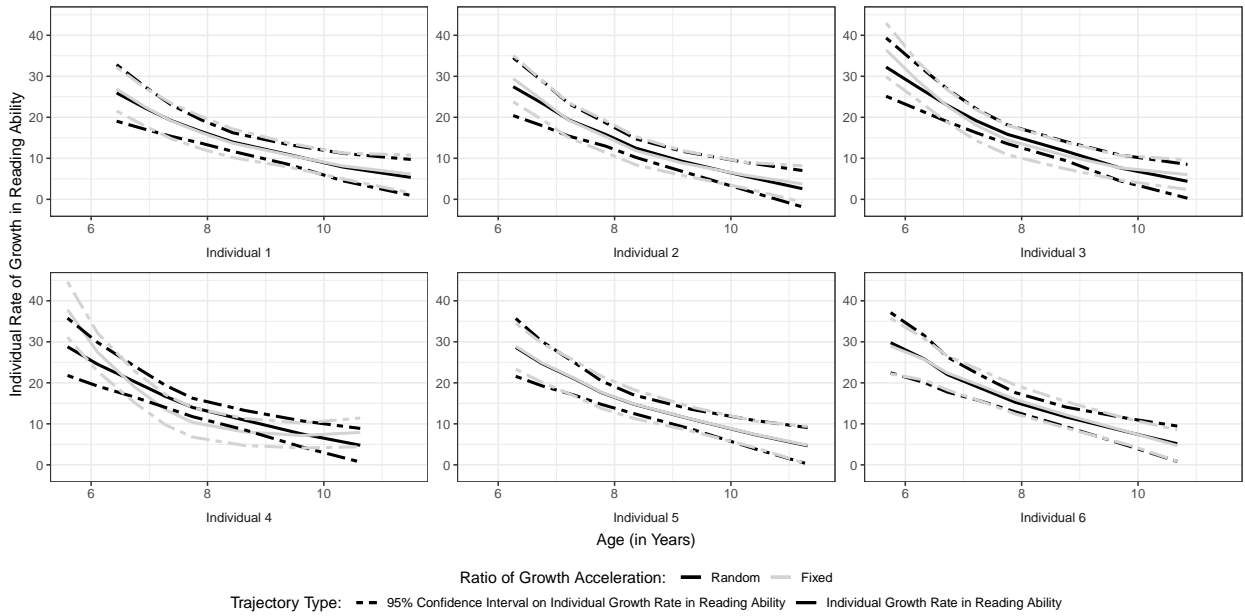 Individual Rate of Growth in Reading Ability
40
30
20
10
0
6 8 10
6 8 10
6 8 10
Individual 1
Individual 2
Individual 3
40
30
20
10
0
40
30
20
10
0
40
30
20
10
0
40
30
20
10
0
40
30
20
10
0
6 8 10
6 8 10
6 8 10
Individual 4
Individual 5
Individual 6
Age (in Years)
Ratio of Growth Acceleration: Random Fixed
Trajectory Type: 95% Confidence Interval on Individual Growth Rate in Reading Ability Individual Growth Rate in Reading Ability